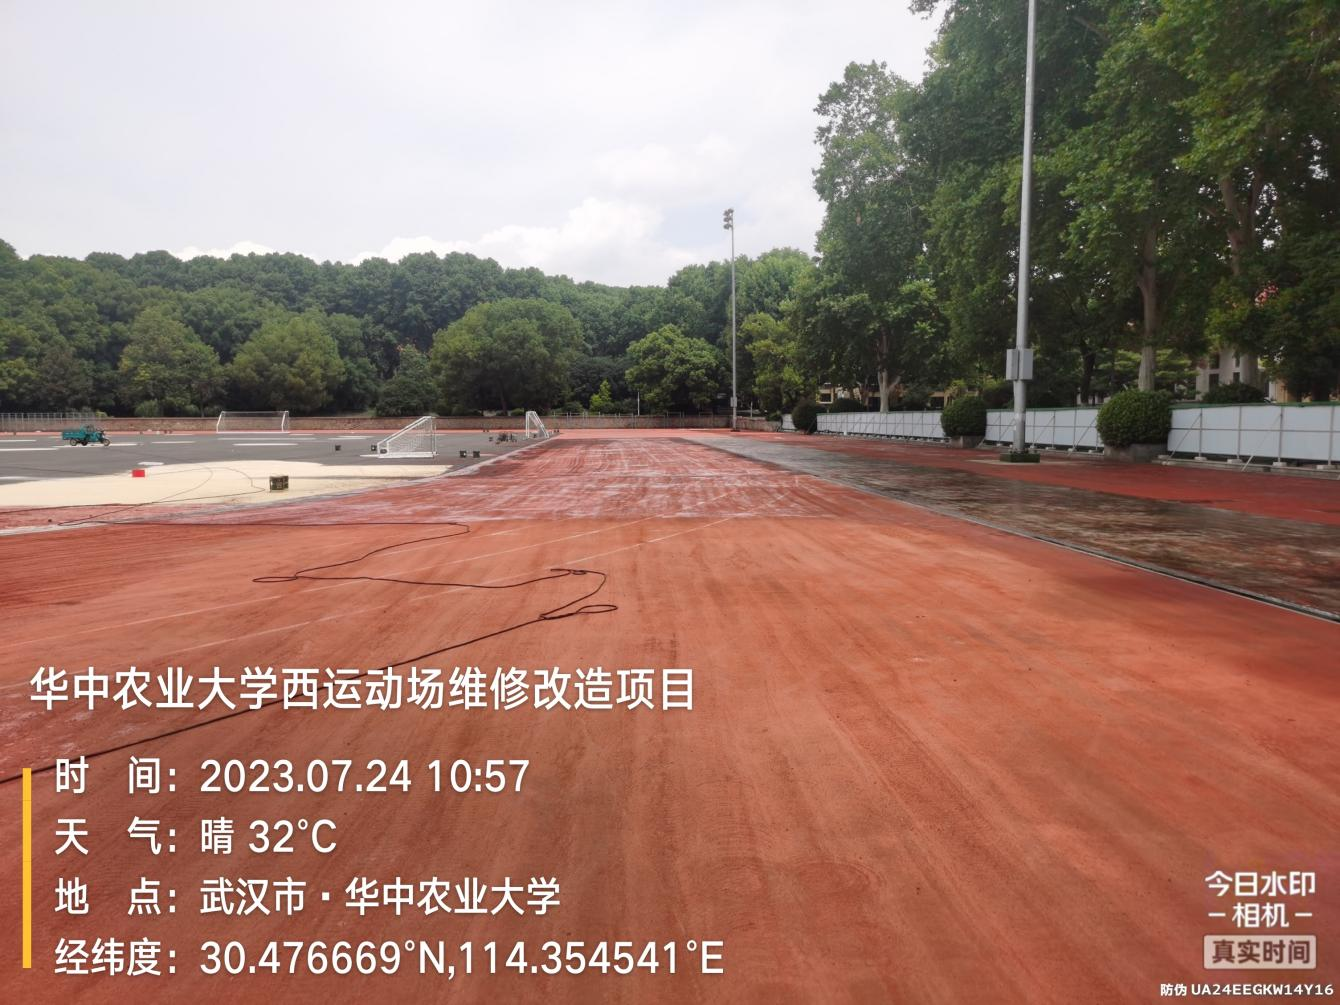 华中农业大学西运动场维修改造项目
时 间：2023.07.24 10:57
天 气：晴 32°C
地 点：武汉市·华中农业大学
经纬度：30.476669°N,114.354541°E
今日水印
相机
真实时间
防伪 UA24EEGKW14Y16